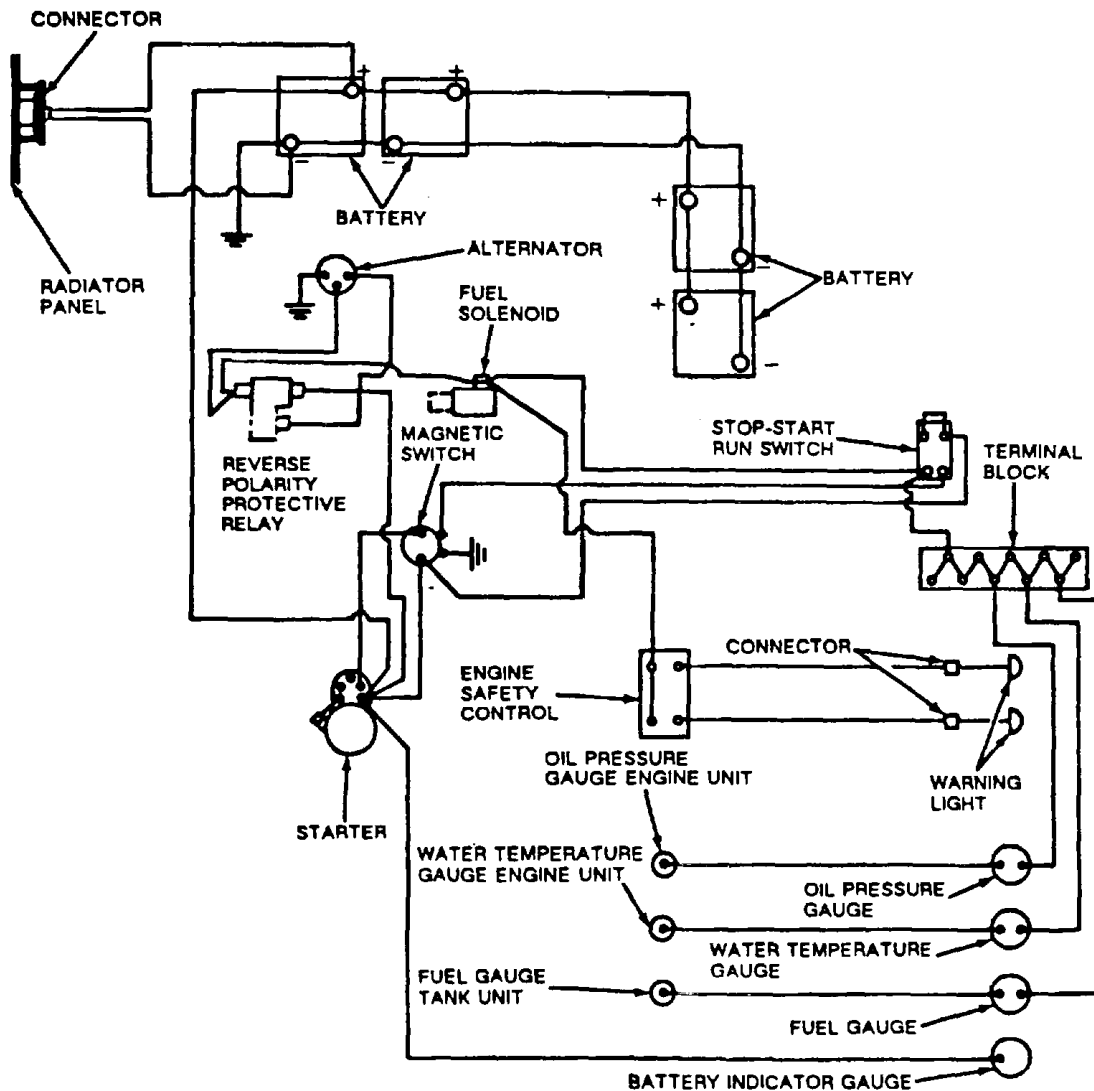 CONNECTOR
+
+
-
-
BATTERY
RADIATOR
PANEL
ALTERNATOR
FUEL
SOLENOID
+
-
BATTERY
+
-
MAGNETIC
SWITCH
STOP-START
RUN SWITCH
TERMINAL
BLOCK
REVERSE
POLARITY
PROTECTIVE
RELAY
CONNECTOR
ENGINE
SAFETY
CONTROL
OIL PRESSURE
GAUGE ENGINE UNIT
WARNING
LIGHT
STARTER
WATER TEMPERATURE
GAUGE ENGINE UNIT
OIL PRESSURE
GAUGE
WATER TEMPERATURE
GAUGE
FUEL GAUGE
TANK UNIT
FUEL GAUGE
BATTERY INDICATOR GAUGE